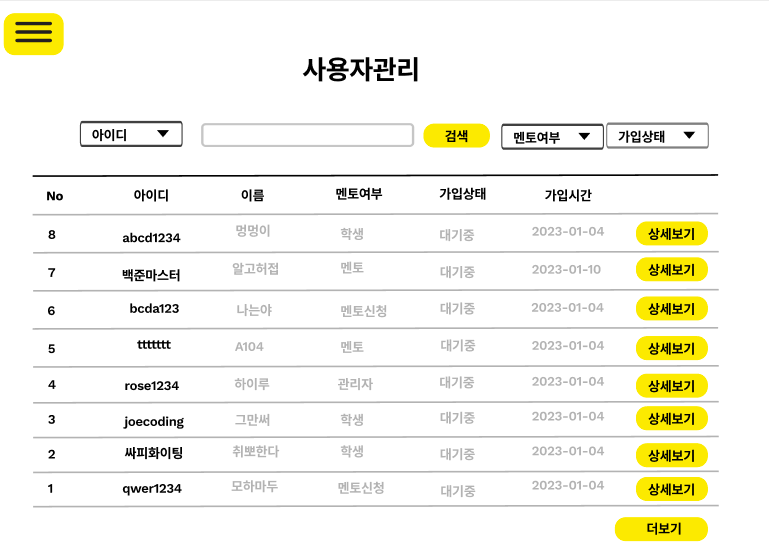 사용자관리
아이디 검색 멘토여부 가입상태
No 아이디 이름 멘토여부 가입상태 가입시간
8 abcd1234 멍멍이 학생 대기중 2023-01-04 상세보기
7 백준마스터 알고허접 멘토 대기중 2023-01-10 상세보기
6 bcda123 나는야 멘토신청 대기중 2023-01-04 상세보기
5 ttttttt A104 멘토 대기중 2023-01-04 상세보기
4 rose1234 하이루 관리자 대기중 2023-01-04 상세보기
3 joecoding 그만써 학생 대기중 2023-01-04 상세보기
2 싸피화이팅 취뽀한다 학생 대기중 2023-01-04 상세보기
1 qwer1234 모하마두 멘토신청 대기중 2023-01-04 상세보기
더보기